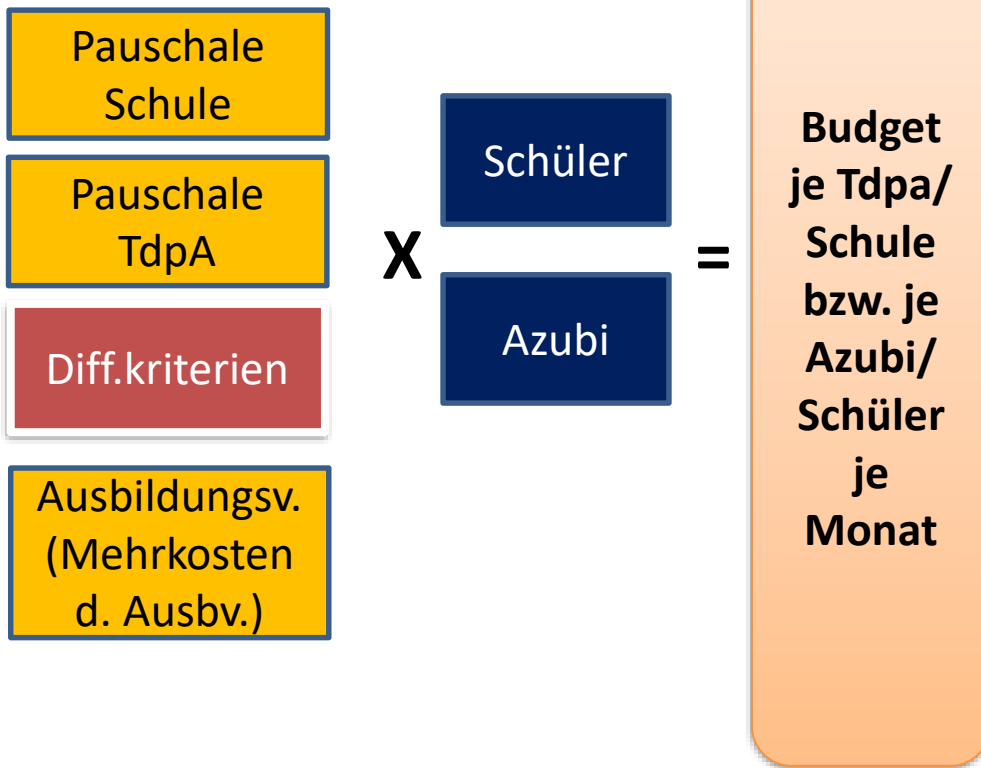 Pauschale
Schule
Pauschale
TdpA
Diff.kriterien
Ausbildungsv.
(Mehrkosten
d. Ausbv.)
X
Schüler
Azubi
=
Budget
je Tdpa/
Schule
bzw. je
Azubi/
Schüler
je
Monat